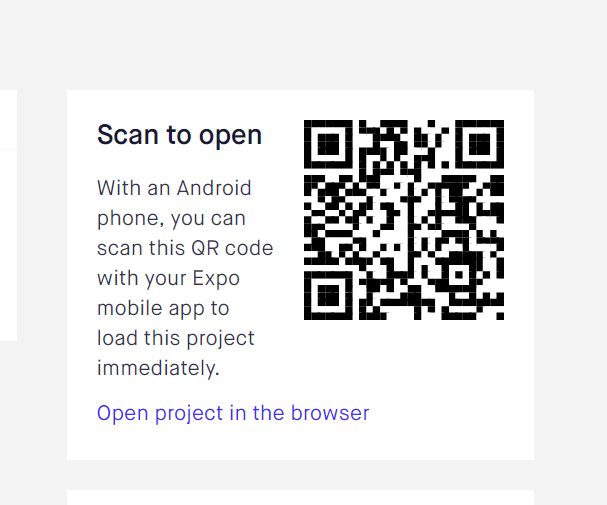 Scan to open
With an Android
phone, you can
scan this QR code
with your Expo
mobile app to
load this project
immediately.
Open project in the browser